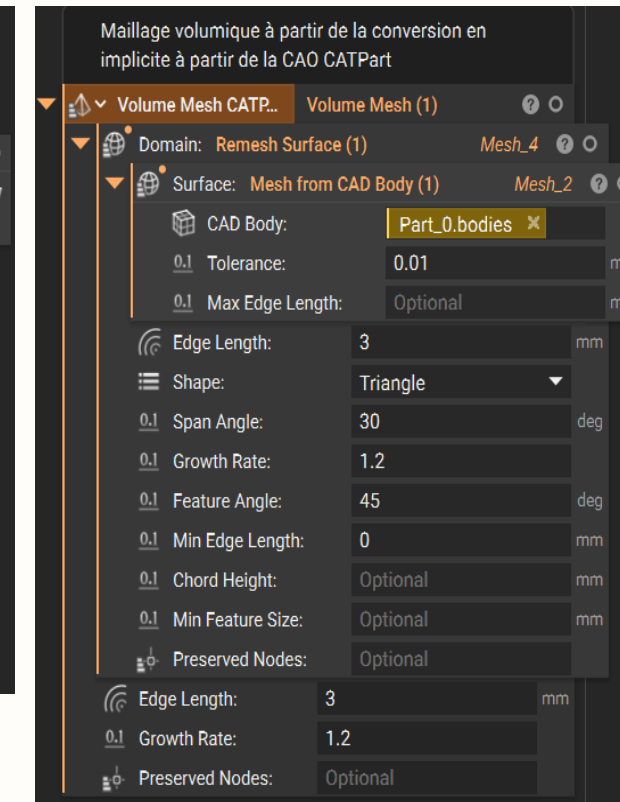 Maillage volumique à partir de la conversion en
implicite à partir de la CAO CATPart
Volume Mesh CATP... Volume Mesh (1)
Domain: Remesh Surface (1) Mesh_4
Surface: Mesh from CAD Body (1) Mesh_2
CAD Body: Part_0.bodies
0.1 Tolerance: 0.01
0.1 Max Edge Length: Optional
Edge Length: 3 mm
Shape: Triangle
0.1 Span Angle: 30 deg
0.1 Growth Rate: 1.2
0.1 Feature Angle: 45 deg
0.1 Min Edge Length: 0 mm
0.1 Chord Height: Optional mm
0.1 Min Feature Size: Optional mm
Preserved Nodes: Optional
Edge Length: 3 mm
0.1 Growth Rate: 1.2
Preserved Nodes: Optional